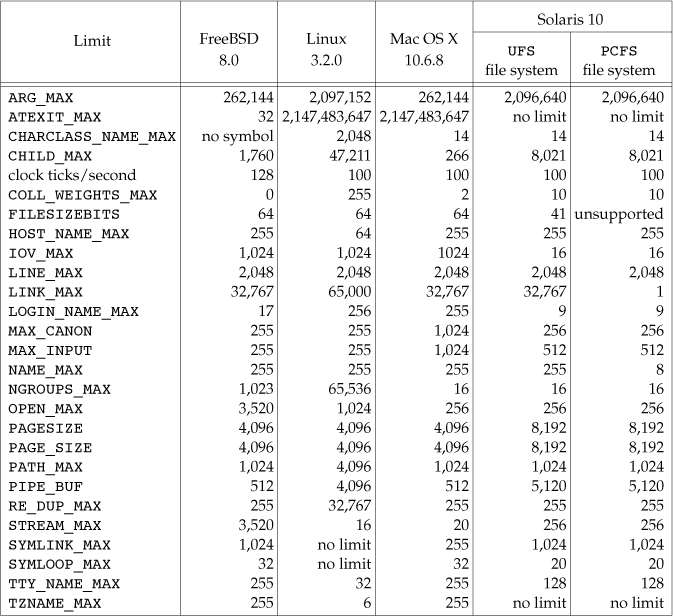 Limit FreeBSD 8.0 Linux 3.2.0 Mac OS X 10.6.8 Solaris 10
UFS file system PCFS file system
ARG_MAX 262,144 2,097,152 262,144 2,096,640 2,096,640
ATEXIT_MAX 32 2,147,483,647 2,147,483,647 no limit no limit
CHARCLASS_NAME_MAX no symbol 2,048 14 14 14
CHILD_MAX 1,760 47,211 266 8,021 8,021
clock ticks/second 128 100 100 100 100
COLL_WEIGHTS_MAX 0 255 2 10 10
FILESIZEBITS 64 64 64 41 unsupported
HOST_NAME_MAX 255 64 255 255 255
IOV_MAX 1,024 1,024 1024 16 16
LINE_MAX 2,048 2,048 2,048 2,048 2,048
LINK_MAX 32,767 65,000 32,767 32,767 1
LOGIN_NAME_MAX 17 256 255 9 9
MAX_CANON 255 255 1,024 256 256
MAX_INPUT 255 255 1,024 512 512
NAME_MAX 255 255 255 255 8
NGROUPS_MAX 1,023 65,536 16 16 16
OPEN_MAX 3,520 1,024 256 256 256
PAGESIZE 4,096 4,096 4,096 8,192 8,192
PAGE_SIZE 4,096 4,096 4,096 8,192 8,192
PATH_MAX 1,024 4,096 1,024 1,024 1,024
PIPE_BUF 512 4,096 512 5,120 5,120
RE_DUP_MAX 255 32,767 255 255 255
STREAM_MAX 3,520 16 20 256 256
SYMLINK_MAX 1,024 no limit 255 1,024 1,024
SYMLOOP_MAX 32 no limit 32 20 20
TTY_NAME_MAX 255 32 255 128 128
TZNAME_MAX 255 6 255 no limit no limit